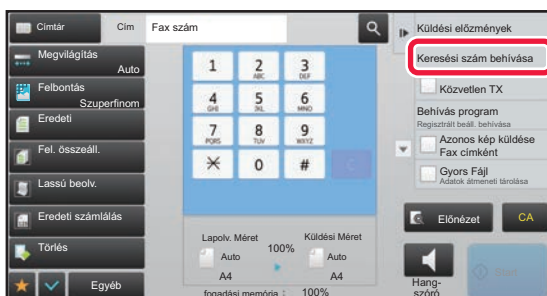 Címtár
Cím
Fax szám
Megvilágítás
Auto
Felbontás
Szuperfinom
Eredeti
Fel. összeáll.
Lassú beolv.
Eredeti számlálás
Törlés
Egyéb
1
2
ABC
3
DEF
4
GHI
5
JKL
6
MNO
7
PQRS
8
TUV
9
WXYZ
0
#
C
Lapolv. Méret
100%
Küldési Méret
Auto
Auto
A4
A4
fogadási memória :
100%
Küldési előzmények
Keresési szám behívása
Közvetlen TX
Behívás program
Regisztrált beáll. behívása
Azonos kép küldése
Fax címként
Gyors Fájl
Adatok átmeneti tárolása
Előnézet
CA
Hang-
szóró
Start